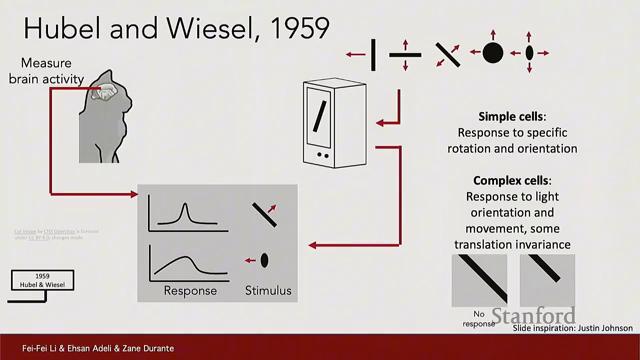 Hubel and Wiesel, 1959
Measure
brain activity
Simple cells:
Response to specific
rotation and orientation
Complex cells:
Response to light
orientation and
movement, some
translation invariance
Response
Stimulus
No
response
Stanford
Slide inspiration: Justin Johnson
1959
Hubel & Wiesel
Fei-Fei Li & Ehsan Adeli & Zane Durante